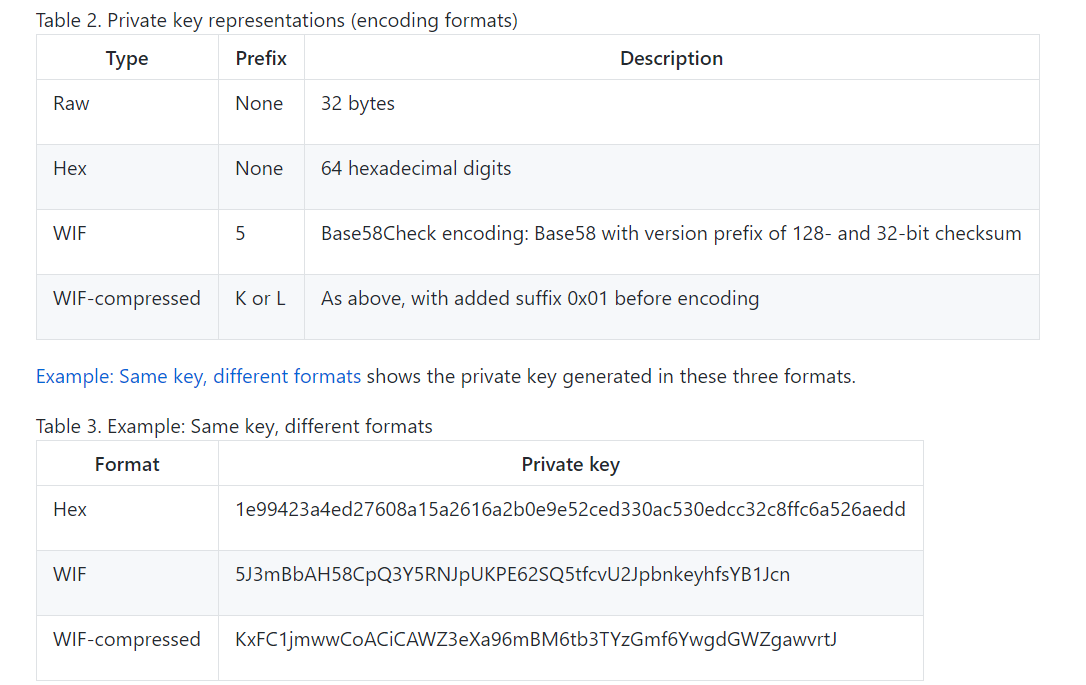 Table 2. Private key representations (encoding formats)
Type Prefix Description
Raw None 32 bytes
Hex None 64 hexadecimal digits
WIF 5 Base58Check encoding: Base58 with version prefix of 128- and 32-bit checksum
WIF-compressed K or L As above, with added suffix 0x01 before encoding
Example: Same key, different formats shows the private key generated in these three formats.
Table 3. Example: Same key, different formats
Format Private key
Hex 1e99423a4ed27608a15a2616a2b0e9e52ced330ac530edcc32c8ffc6a526aedd
WIF 5J3mBbAH58CpQ3Y5RNJpUKPE62SQ5tfcvU2JpbnkeyhfsYB1Jcn
WIF-compressed KxFC1jmwwCoACiCAWZ3eXa96mBM6tb3TYzGmf6YwgdGWZgawvrtJ